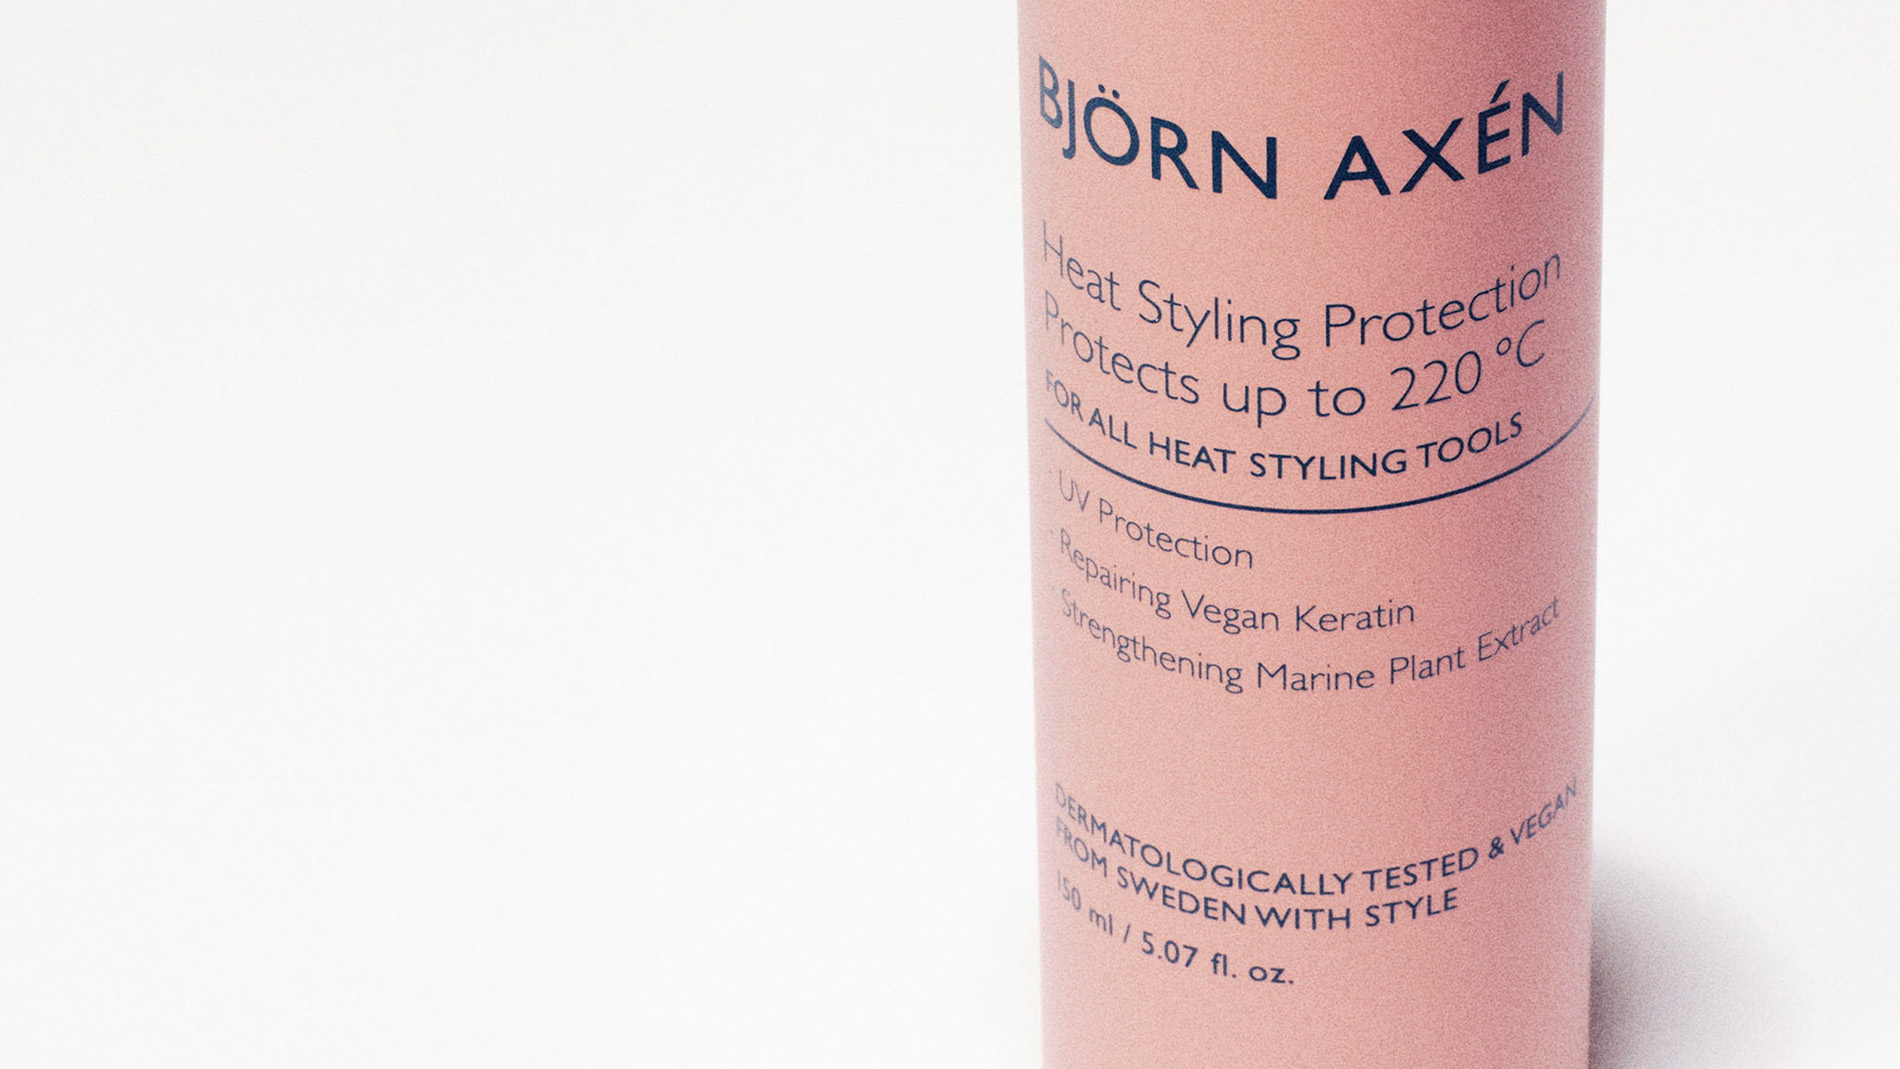 BJÖRN AXÉN
Heat Styling Protection
Protects up to 220 °C
FOR ALL HEAT STYLING TOOLS
· UV Protection
· Repairing Vegan Keratin
· Strengthening Marine Plant Extract
DERMATOLOGICALLY TESTED & VEGAN
FROM SWEDEN WITH STYLE
150 ml / 5.07 fl. oz.